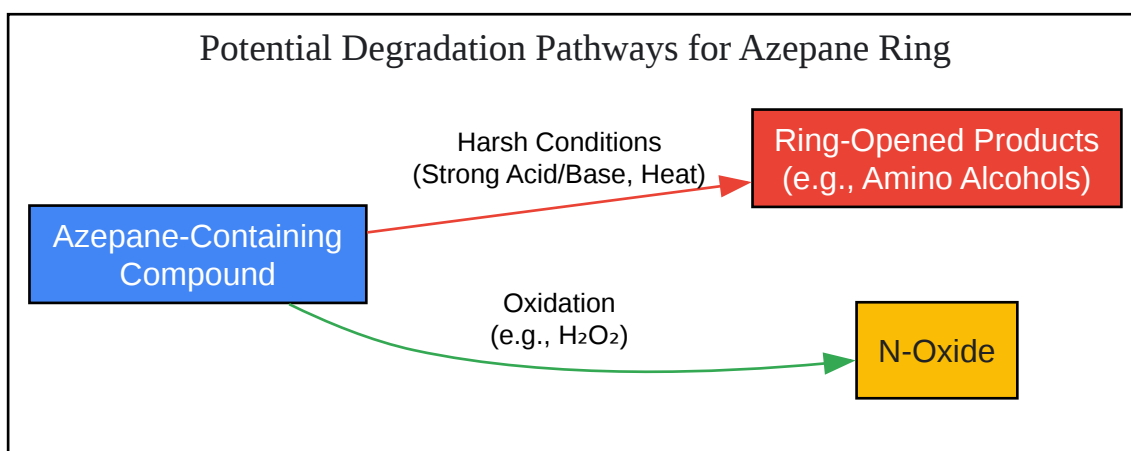 Potential Degradation Pathways for Azepane Ring
Harsh Conditions
(Strong Acid/Base, Heat)
Ring-Opened Products
(e.g., Amino Alcohols)
Azepane-Containing
Compound
Oxidation
(e.g., H₂O₂)
N-Oxide